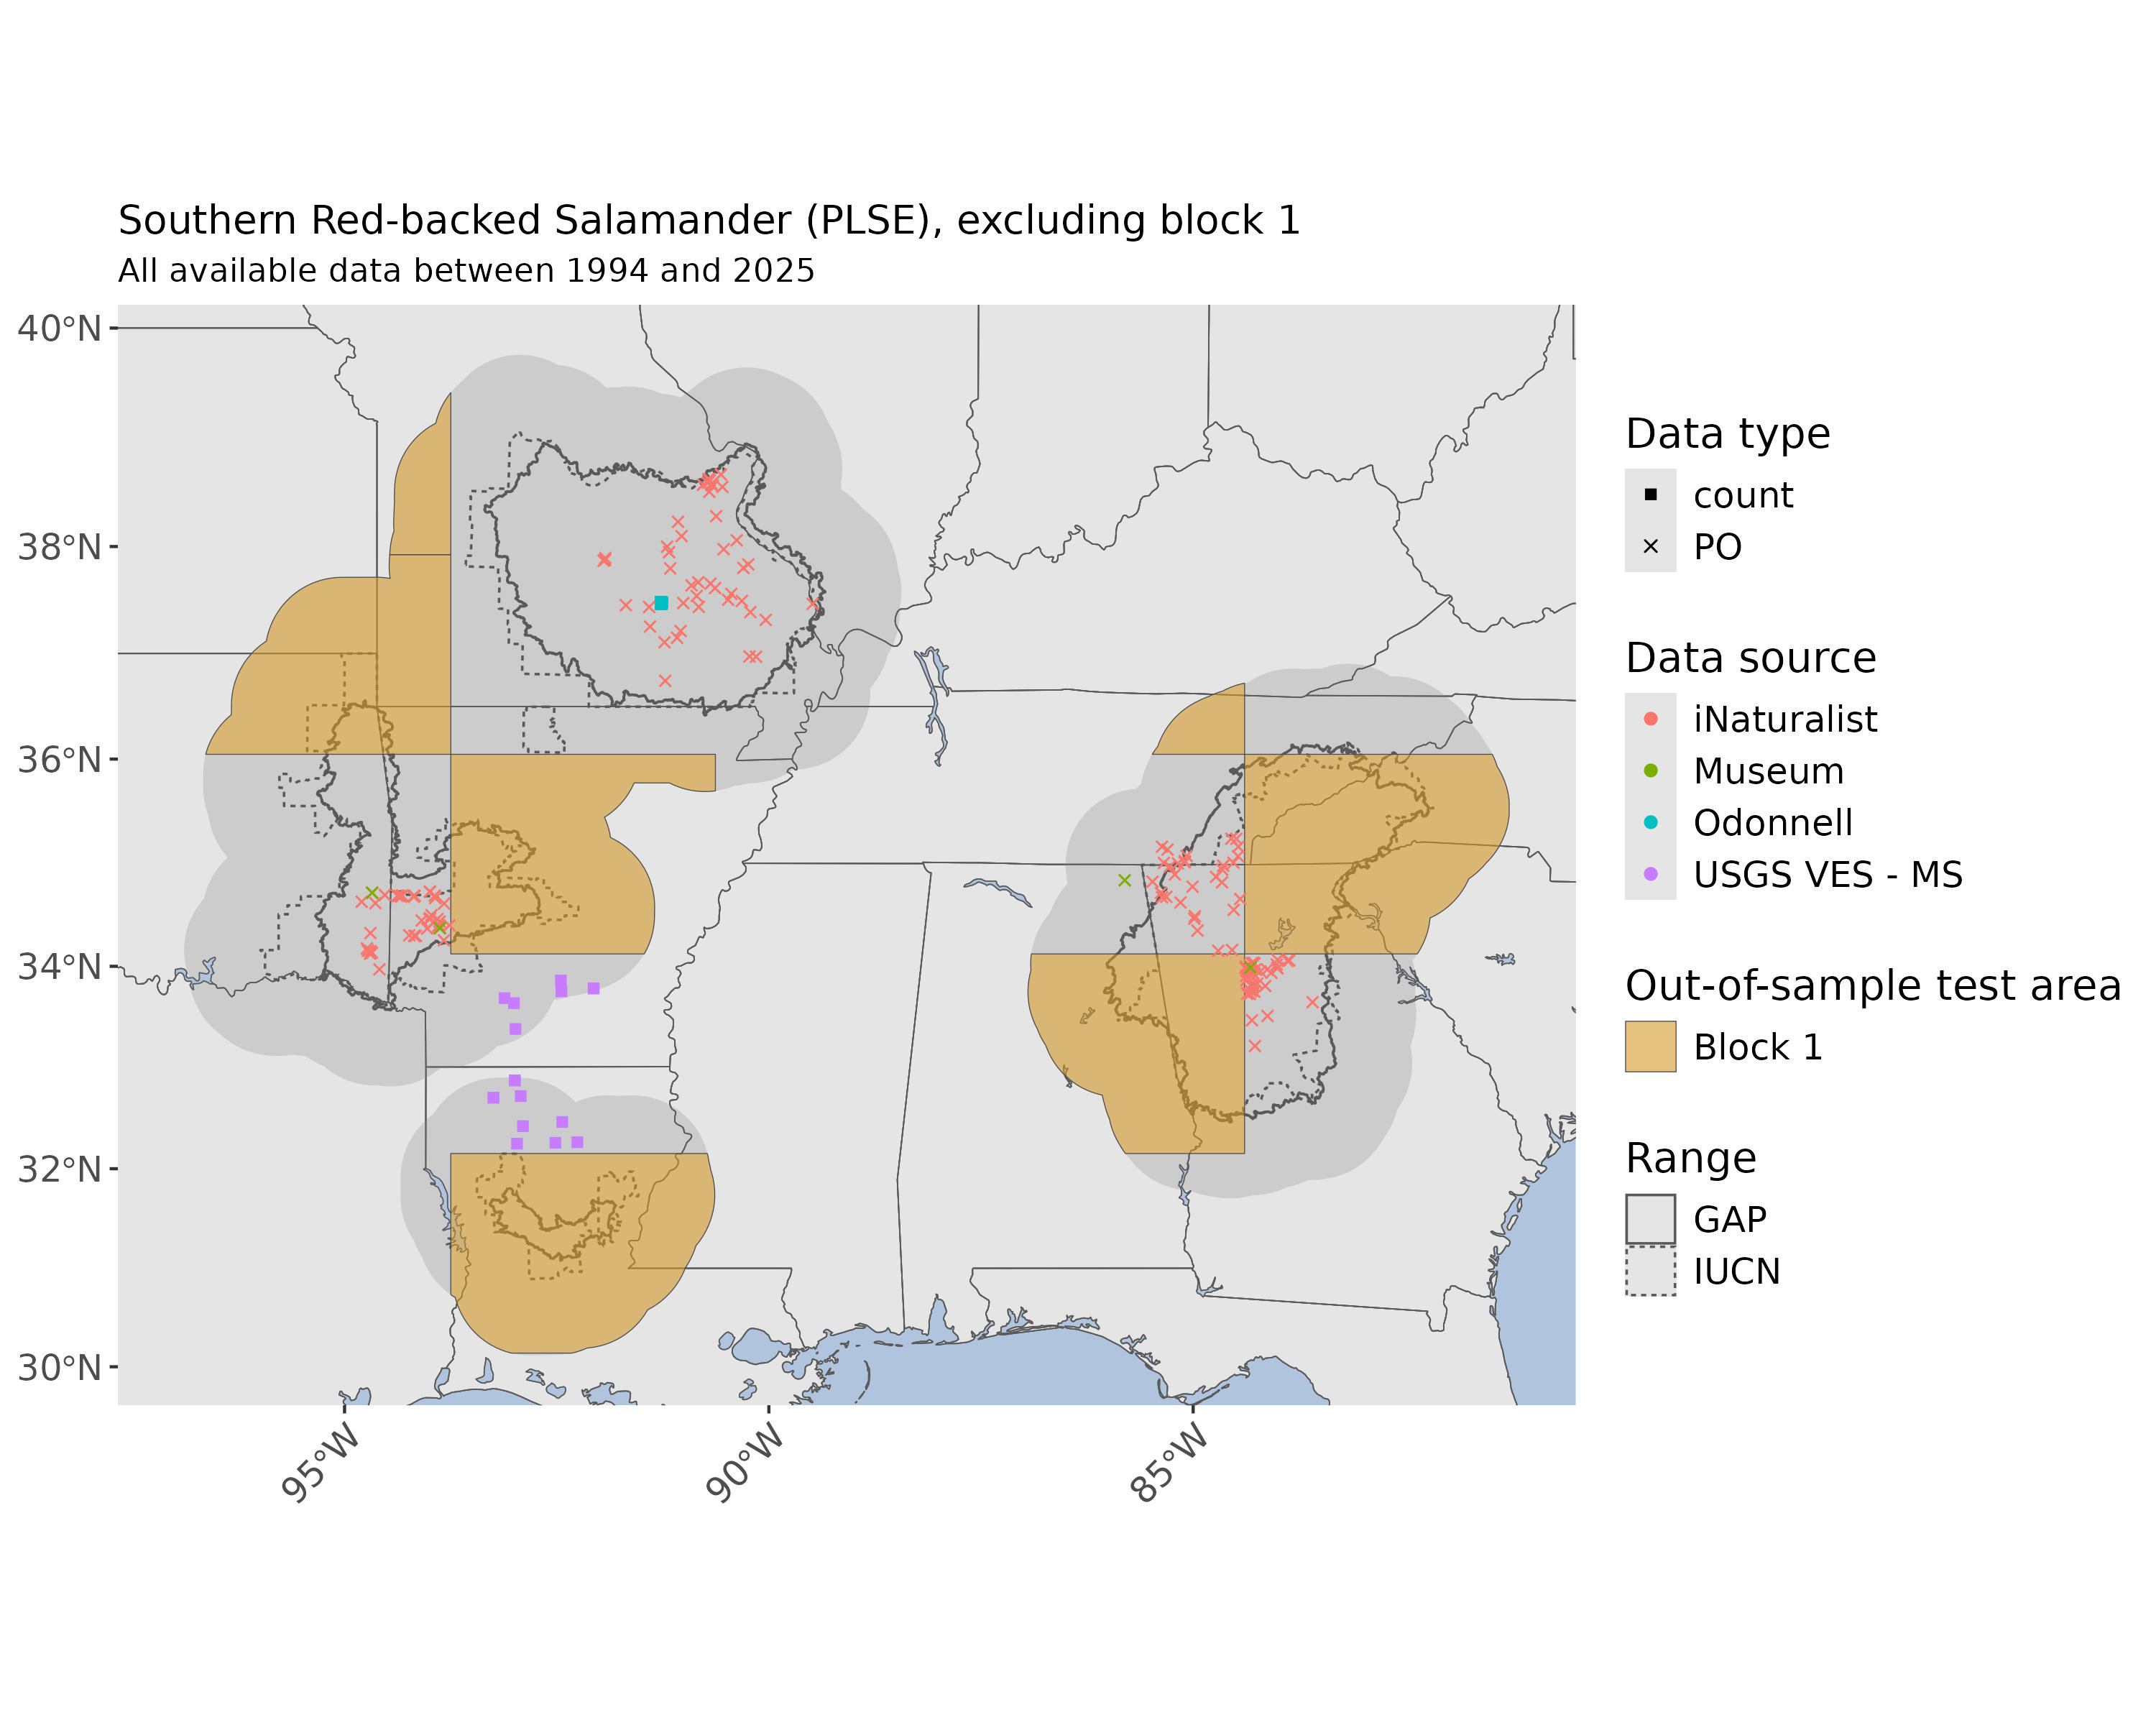 Southern Red-backed Salamander (PLSE), excluding block 1
All available data between 1994 and 2025
40°N
38°N
36°N
34°N
32°N
30°N
95°W
90°W
85°W
Data type
count
PO
Data source
iNaturalist
Museum
Odonnell
USGS VES - MS
Out-of-sample test area
Block 1
Range
GAP
IUCN